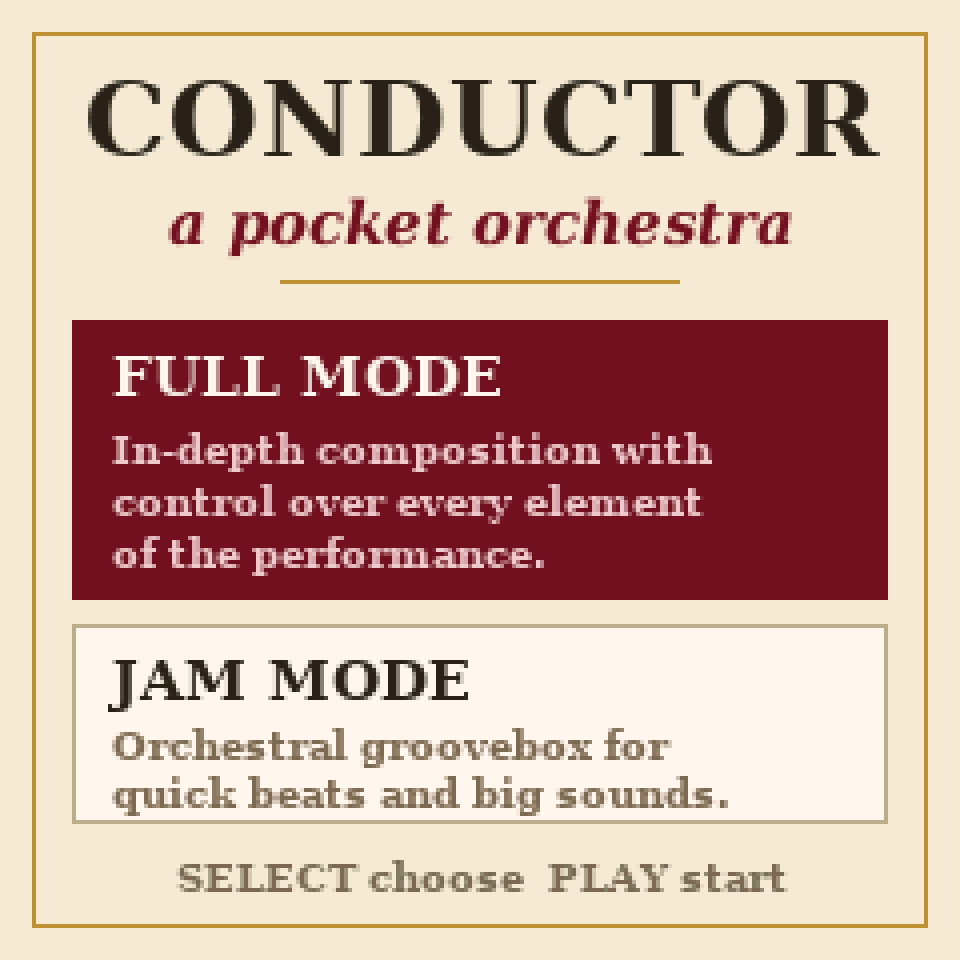 CONDUCTOR
a pocket orchestra
FULL MODE
In-depth composition with
control over every element
of the performance.
JAM MODE
Orchestral groovebox for
quick beats and big sounds.
SELECT choose PLAY start